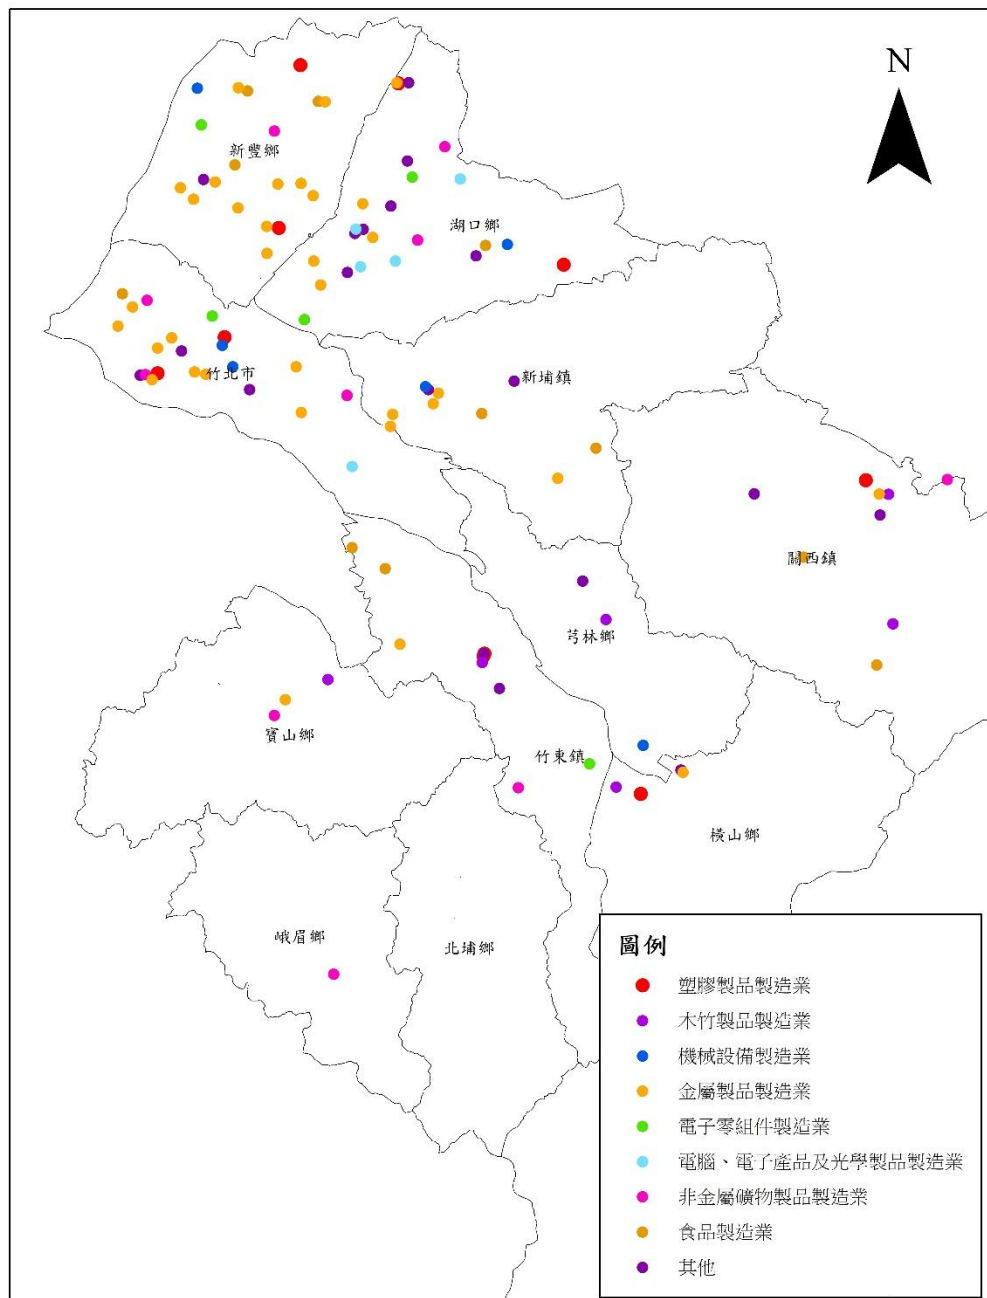 N
新豐鄉
湖口鄉
竹北市
新埔鎮
關西鎮
芎林鄉
寶山鄉
竹東鎮
橫山鄉
峨眉鄉
北埔鄉
圖例
塑膠製品製造業
木竹製品製造業
機械設備製造業
金屬製品製造業
電子零組件製造業
電腦、電子產品及光學製品製造業
非金屬礦物製品製造業
食品製造業
其他